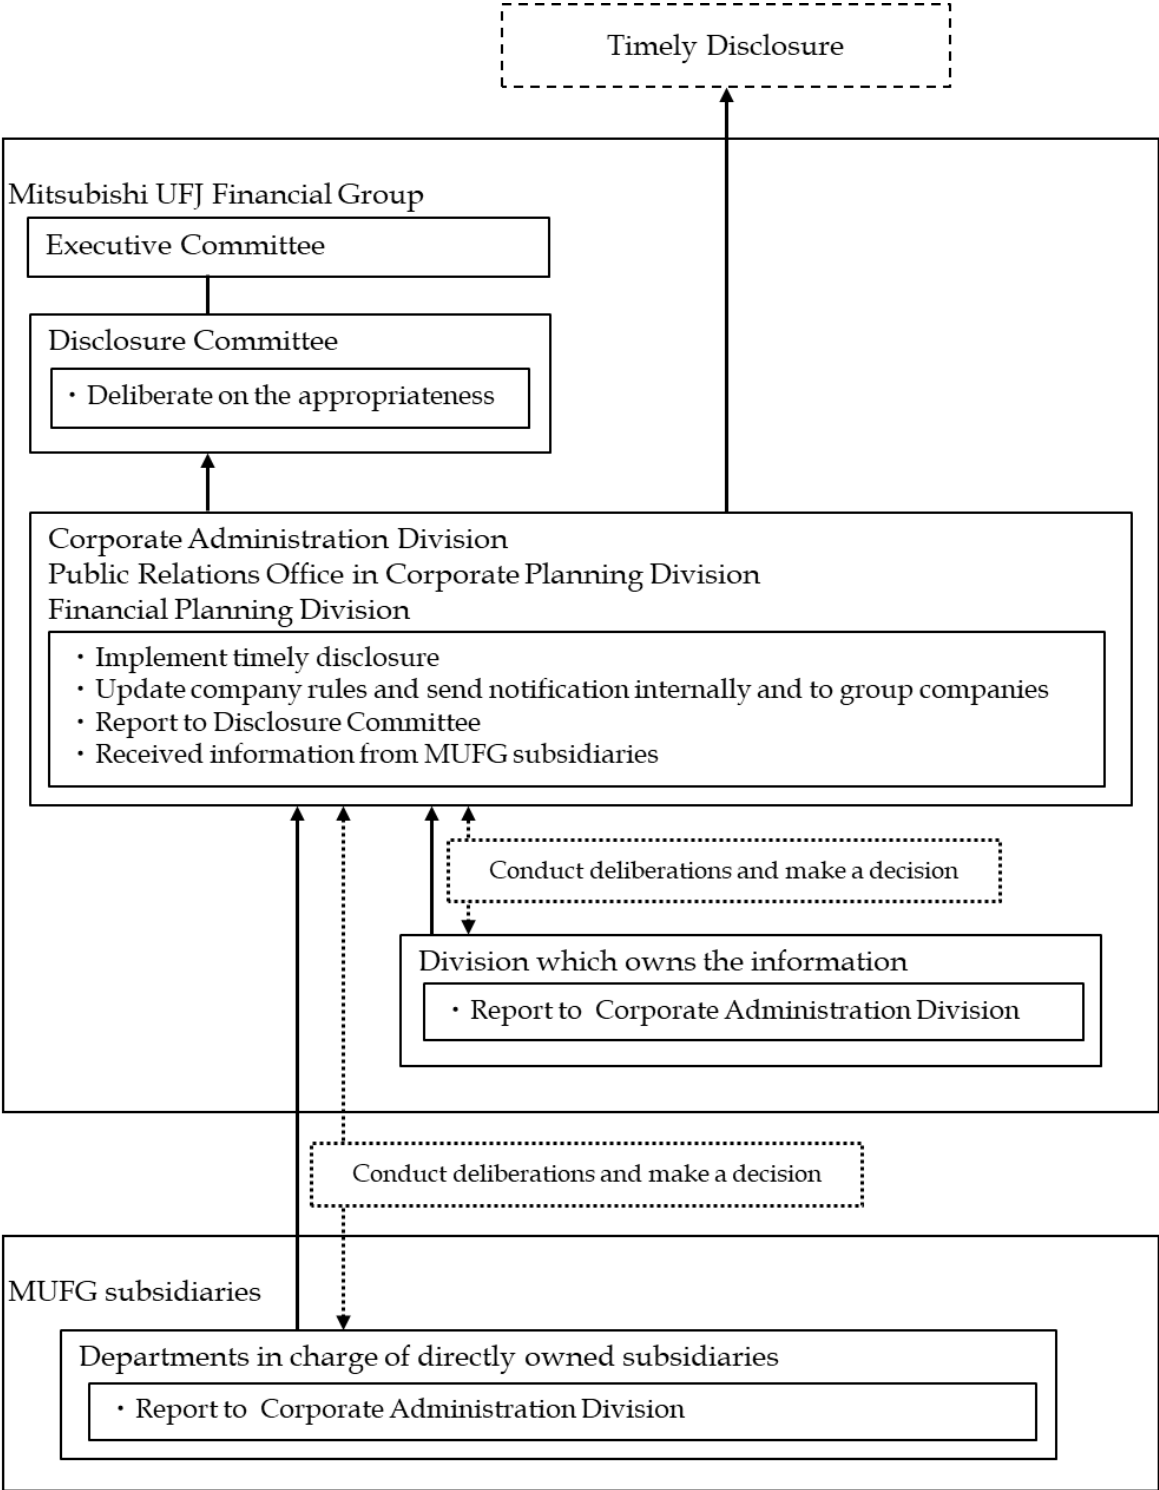 Timely Disclosure
Mitsubishi UFJ Financial Group
Executive Committee
Disclosure Committee
・Deliberate on the appropriateness
Corporate Administration Division
Public Relations Office in Corporate Planning Division
Financial Planning Division
・Implement timely disclosure
・Update company rules and send notification internally and to group companies
・Report to Disclosure Committee
・Received information from MUFG subsidiaries
Conduct deliberations and make a decision
Division which owns the information
・Report to Corporate Administration Division
Conduct deliberations and make a decision
MUFG subsidiaries
Departments in charge of directly owned subsidiaries
・Report to Corporate Administration Division